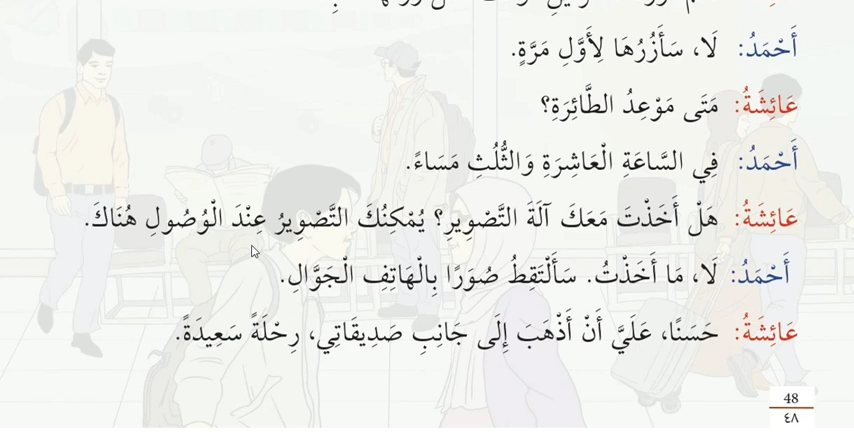 أَحْمَدُ: لَا، سَأَزُرُهَا لِأَوَّلِ مَرَّةٍ.
عَائِشَةُ: مَتَى مَوْعِدُ الطَّائِرَةِ؟
أَحْمَدُ: فِي السَّاعَةِ الْعَاشِرَةِ وَالثُّلُثِ مَسَاءً.
عَائِشَةُ: هَلْ أَخَذْتَ مَعَكَ آلَةَ التَّصْوِيرِ؟ يُمْكِنُكَ التَّصْوِيرُ عِنْدَ الْوُصُولِ هُنَاكَ.
أَحْمَدُ: لَا، مَا أَخَذْتُ. سَأَلْتَقِطُ صُوَرًا بِالْهَاتِفِ الْجَوَّالِ.
عَائِشَةُ: حَسَنًا، عَلَيَّ أَنْ أَذْهَبَ إِلَى جَانِبِ صَدِيقَاتِي، رِحْلَةً سَعِيدَةً.
48
٤٨